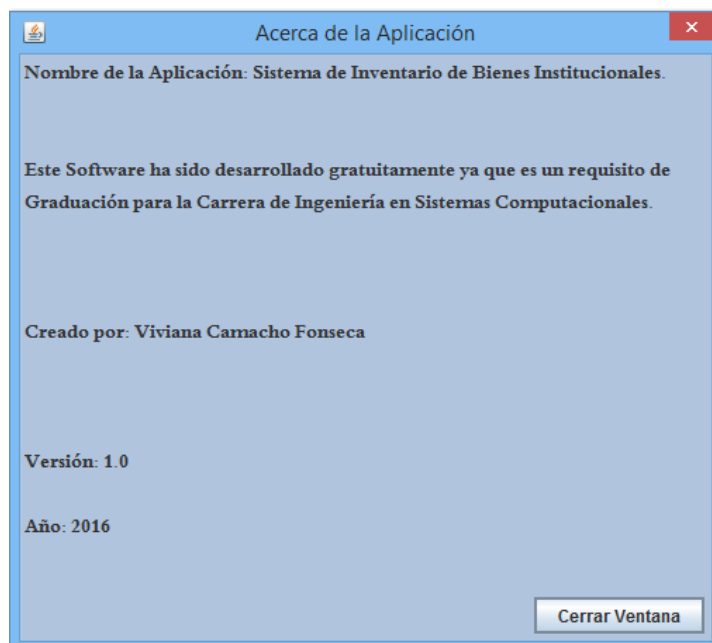 Acerca de la Aplicación
Nombre de la Aplicación: Sistema de Inventario de Bienes Institucionales.
Este Software ha sido desarrollado gratuitamente ya que es un requisito de
Graduación para la Carrera de Ingeniería en Sistemas Computacionales.
Creado por: Viviana Camacho Fonseca
Versión: 1.0
Año: 2016
Cerrar Ventana